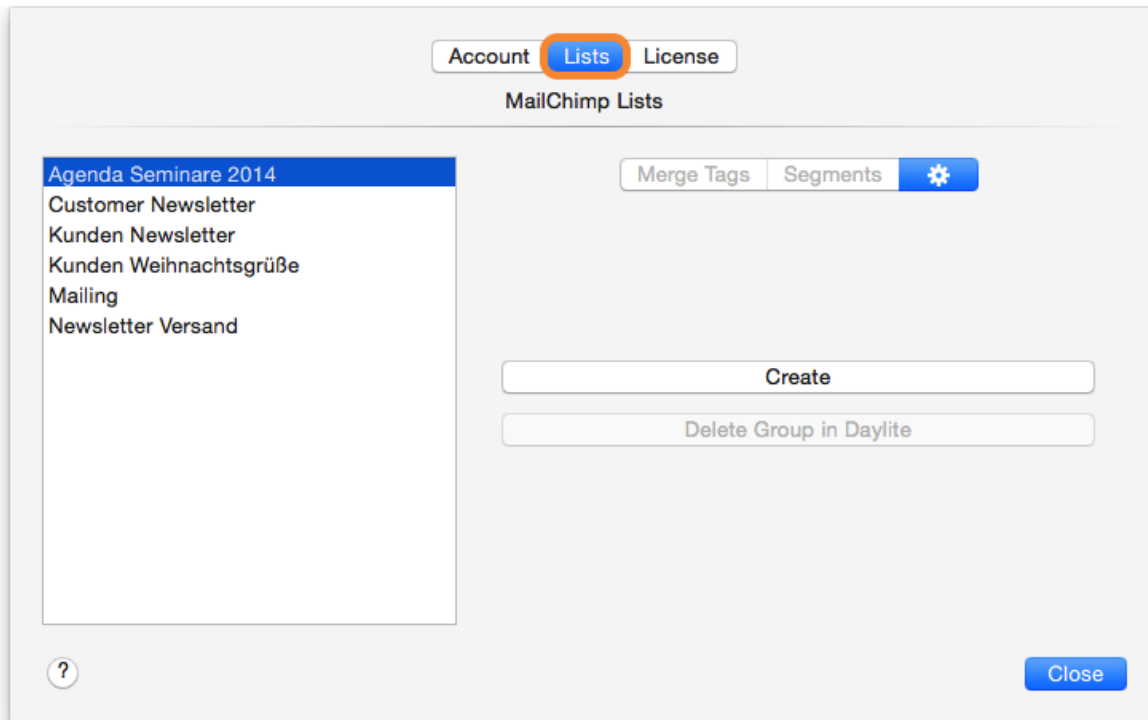 Account Lists License
MailChimp Lists
Agenda Seminare 2014
Customer Newsletter
Kunden Newsletter
Kunden Weihnachtsgrüße
Mailing
Newsletter Versand
Merge Tags Segments
Create
Delete Group in Daylite
?
Close